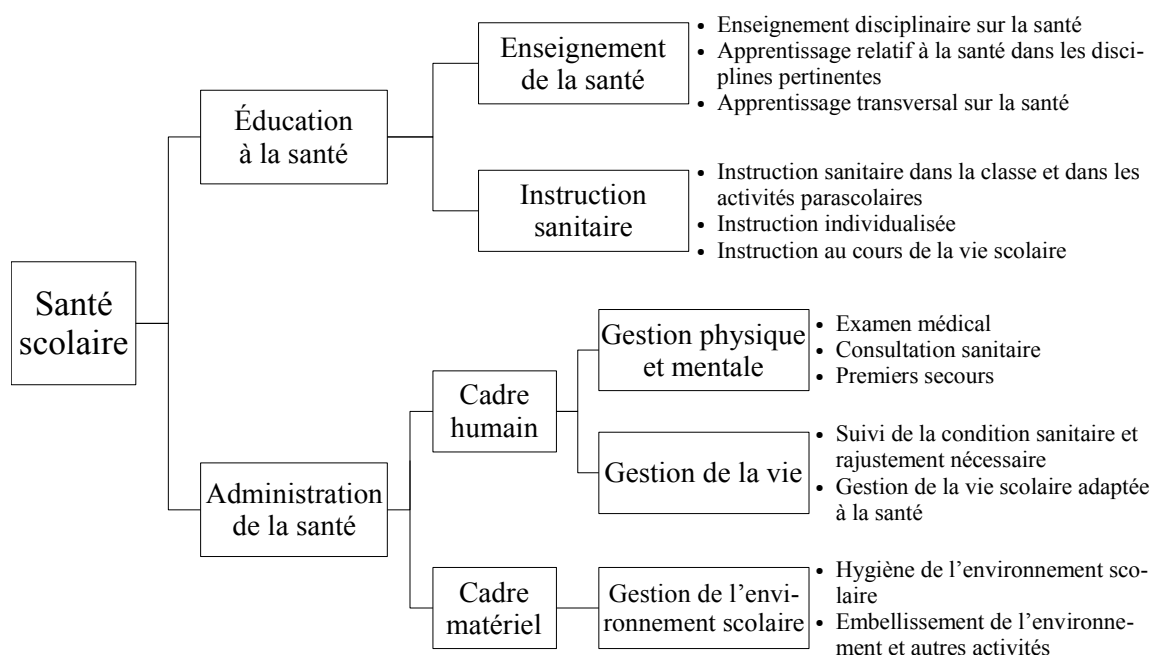 Santé
scolaire
Éducation
à la santé
Enseignement
de la santé
• Enseignement disciplinaire sur la santé
• Apprentissage relatif à la santé dans les disci-
plines pertinentes
• Apprentissage transversal sur la santé
Instruction
sanitaire
• Instruction sanitaire dans la classe et dans les
activités parascolaires
• Instruction individualisée
• Instruction au cours de la vie scolaire
Administration
de la santé
Cadre
humain
Gestion physique
et mentale
• Examen médical
• Consultation sanitaire
• Premiers secours
Gestion de la vie
• Suivi de la condition sanitaire et
rajustement nécessaire
• Gestion de la vie scolaire adaptée
à la santé
Cadre
matériel
Gestion de l’envi-
ronnement scolaire
• Hygiène de l’environnement sco-
laire
• Embellissement de l’environne-
ment et autres activités